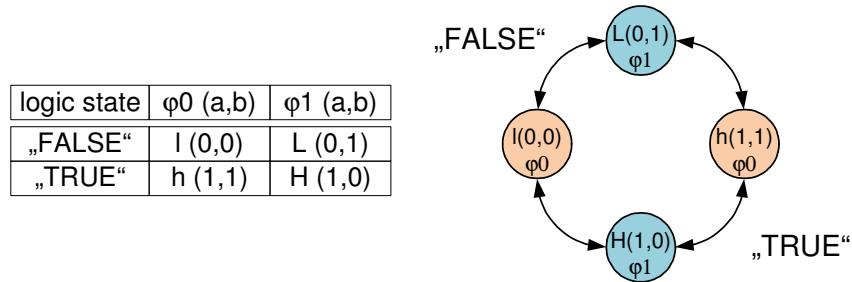 logic state φ0 (a,b) φ1 (a,b)
„FALSE“ l (0,0) L (0,1)
„TRUE“ h (1,1) H (1,0)
„FALSE“
L(0,1)
φ1
l(0,0)
φ0
h(1,1)
φ0
H(1,0)
φ1
„TRUE“